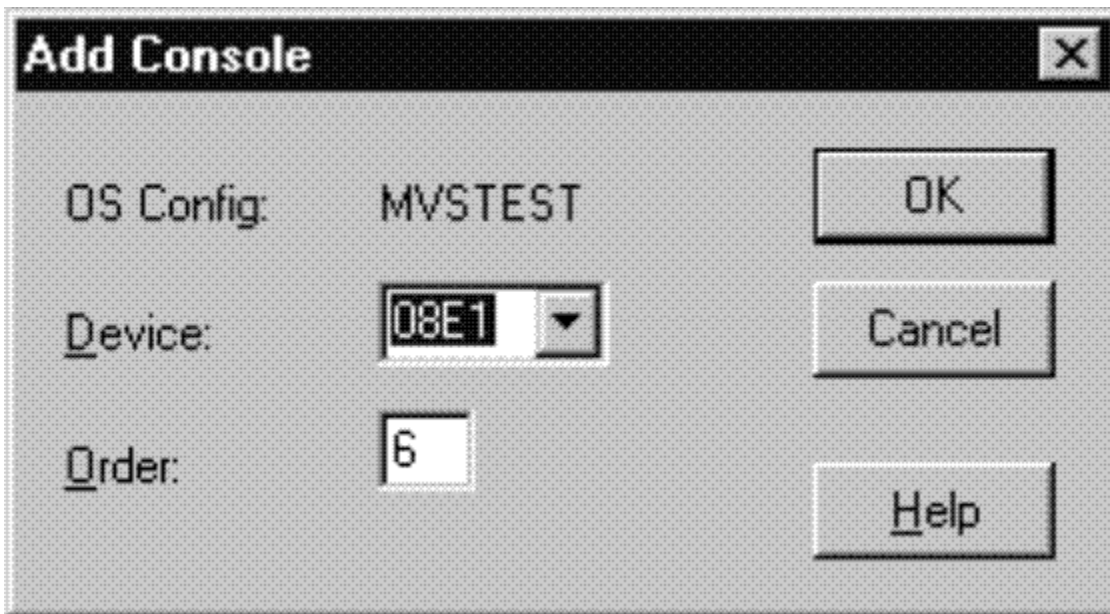 Add Console
OS Config: MVSTEST OK
Device: 08E1 Cancel
Order: 6
Help